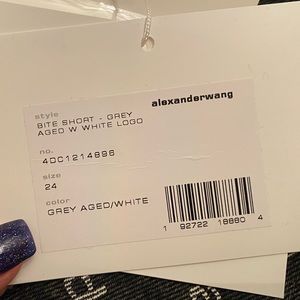 alexanderwang
style
BITE SHORT - GREY
AGED W WHITE LOGO
no.
4DC1214896
size
24
color
GREY AGED/WHITE
1 92722 18880 4